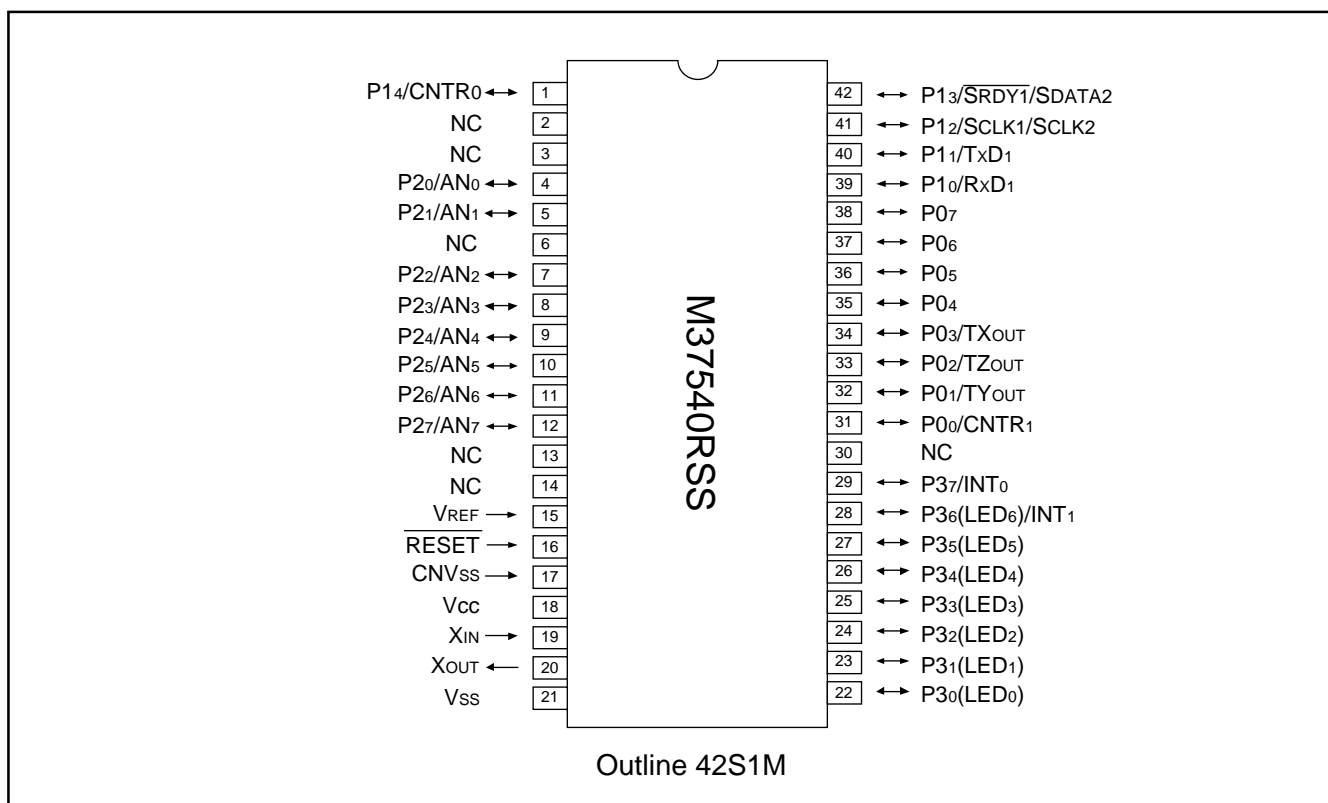 P14/CNTR0 1
NC 2
NC 3
P20/AN0 4
P21/AN1 5
NC 6
P22/AN2 7
P23/AN3 8
P24/AN4 9
P25/AN5 10
P26/AN6 11
P27/AN7 12
NC 13
NC 14
VREF 15
RESET 16
CNVSS 17
Vcc 18
XIN 19
XOUT 20
VSS 21
M37540RSS
42 P13/SRDY1/SDATA2
41 P12/SCLK1/SCLK2
40 P11/TxD1
39 P10/RxD1
38 P07
37 P06
36 P05
35 P04
34 P03/TXOUT
33 P02/TZOUT
32 P01/TYOUT
31 P00/CNTR1
30 NC
29 P37/INT0
28 P36(LED6)/INT1
27 P35(LED5)
26 P34(LED4)
25 P33(LED3)
24 P32(LED2)
23 P31(LED1)
22 P30(LED0)
Outline 42S1M